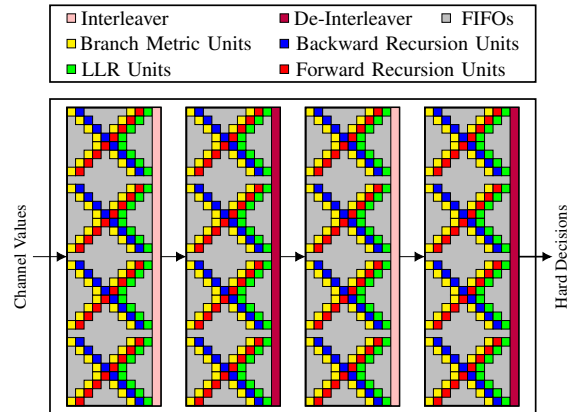 Interleaver De-Interleaver FIFOs
Branch Metric Units Backward Recursion Units
LLR Units Forward Recursion Units
Channel Values
Hard Decisions